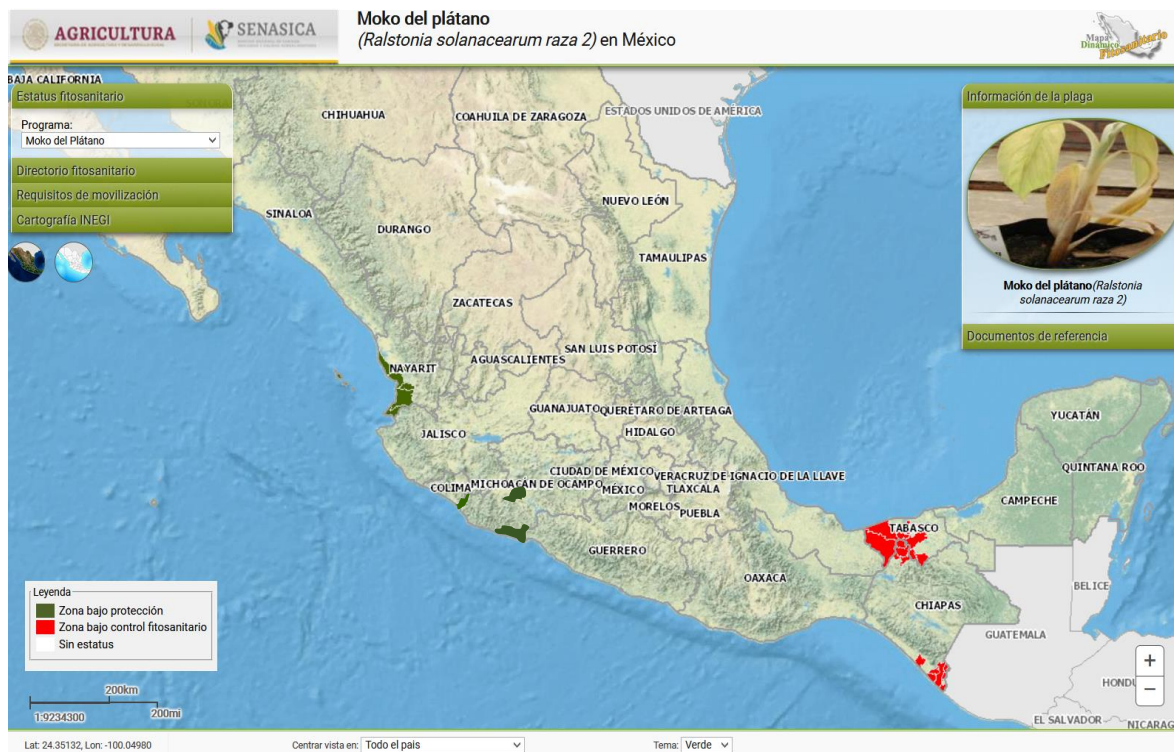 AGRICULTURA
SENASICA
Moko del plátano
(Ralstonia solanacearum raza 2) en México
Mapa
Dinámico
Fitosanitario
BAJA CALIFORNIA
Estatus fitosanitario
Programa:
Moko del Plátano
Directorio fitosanitario
Requisitos de movilización
Cartografía INEGI
Información de la plaga
Moko del plátano(Ralstonia
solanacearum raza 2)
Documentos de referencia
CHIHUAHUA
COAHUILA DE ZARAGOZA
ESTADOS UNIDOS DE AMÉRICA
NUEVO LEÓN
SINALOA
DURANGO
TAMAULIPAS
ZACATECAS
SAN LUIS POTOSÍ
AGUASCALIENTES
NAYARIT
GUANAJUATO
QUERÉTARO DE ARTEAGA
YUCATÁN
JALISCO
HIDALGO
QUINTANA ROO
CIUDAD DE MÉXICO
VERACRUZ DE IGNACIO DE LA LLAVE
COLIMA
MICHOACÁN DE OCAMPO
MÉXICO
TLAXCALA
CAMPECHE
MORELOS
PUEBLA
TABASCO
GUERRERO
OAXACA
BELICE
CHIAPAS
GUATEMALA
HONDU
EL SALVADOR
NICARAG
Leyenda
Zona bajo protección
Zona bajo control fitosanitario
Sin estatus
200km
1:9234300
200mi
+
−
Lat: 24.35132, Lon: -100.04980
Centrar vista en: Todo el pais
Tema: Verde